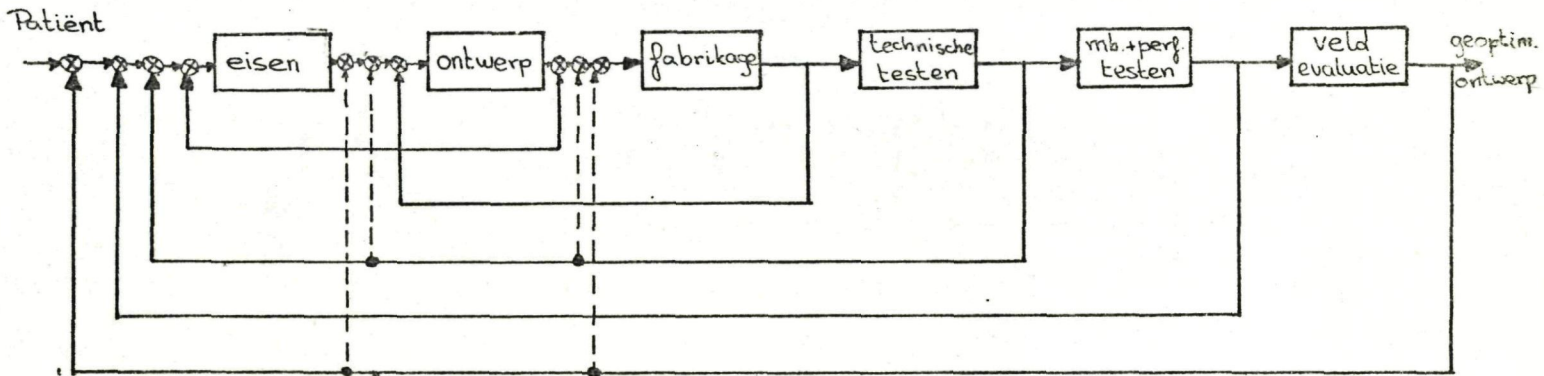 Patiënt
eisen
ontwerp
fabrikage
technische
testen
mb.+perf.
testen
veld
evaluatie
geoptim.
ontwerp